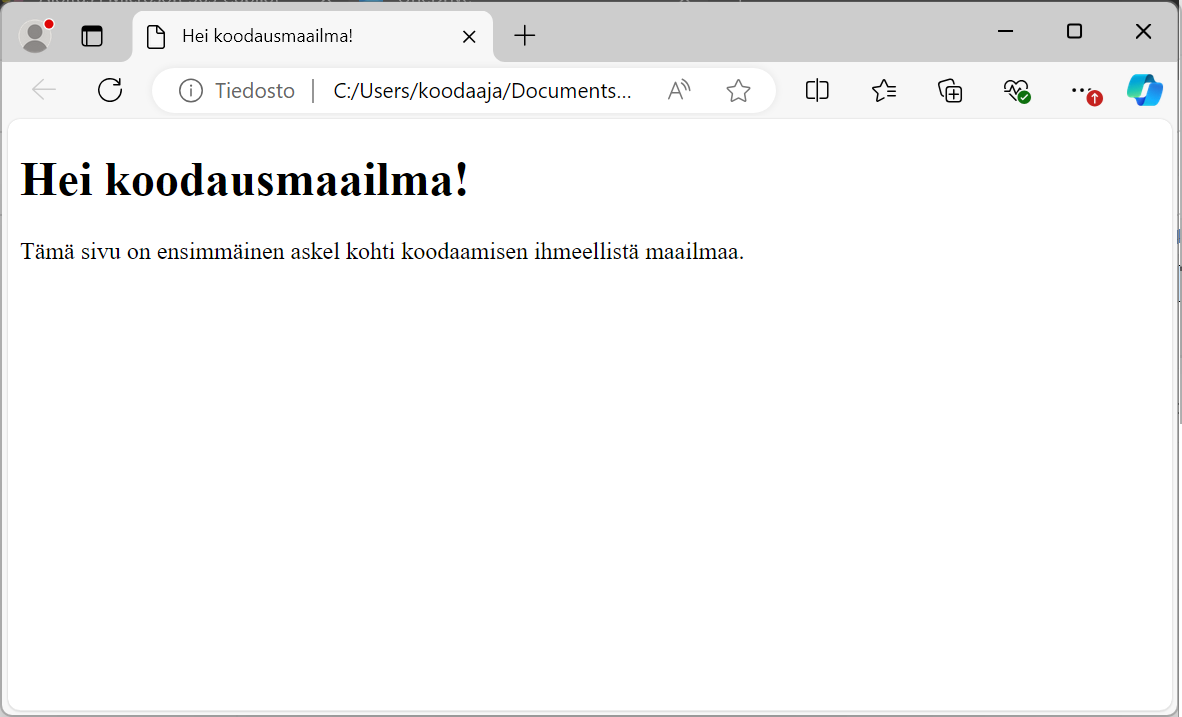 Hei koodausmaailma!
Tiedosto C:/Users/koodaaja/Documents...
Hei koodausmaailma!
Tämä sivu on ensimmäinen askel kohti koodaamisen ihmeellistä maailmaa.